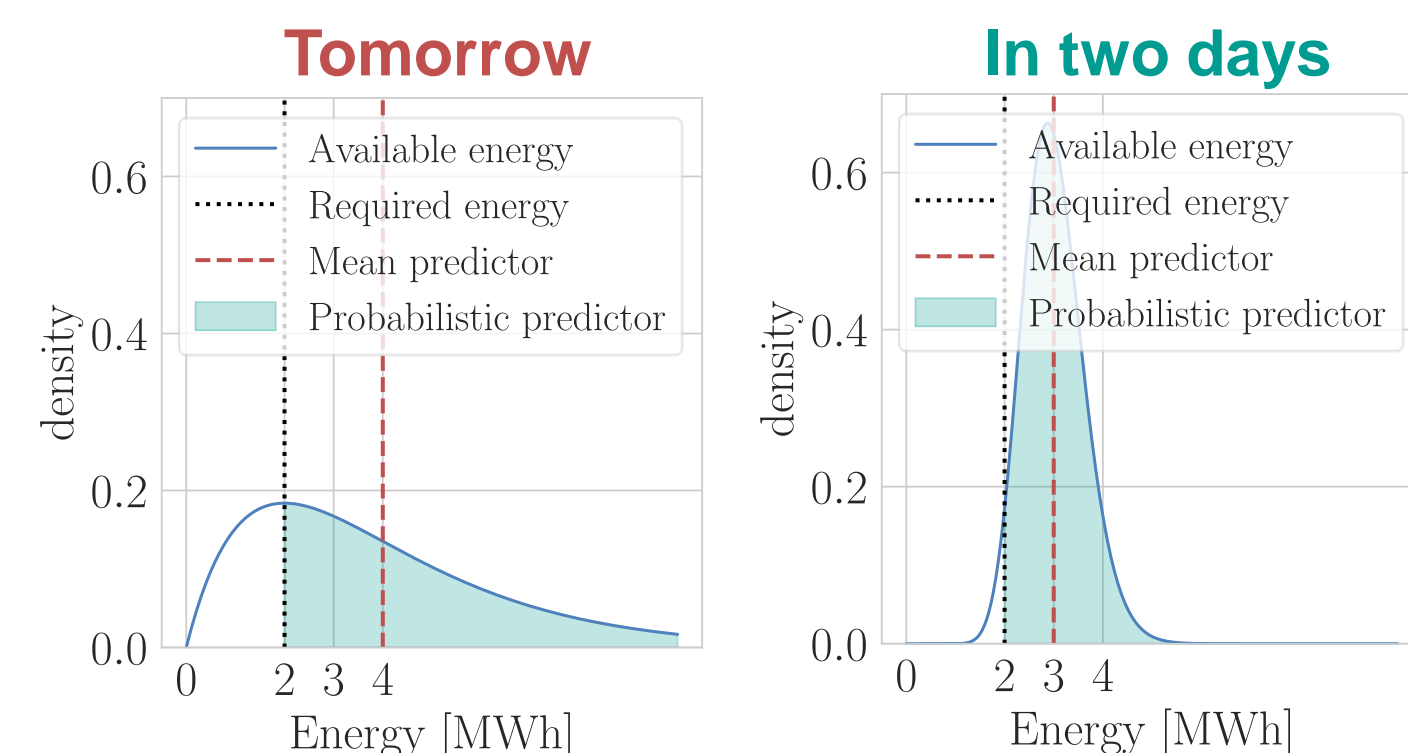 Tomorrow
Available energy
Required energy
Mean predictor
Probabilistic predictor
density
0.6
0.4
0.2
0.0
0 2 3 4
Energy [MWh]
In two days
Available energy
Required energy
Mean predictor
Probabilistic predictor
density
0.6
0.4
0.2
0.0
0 2 3 4
Energy [MWh]